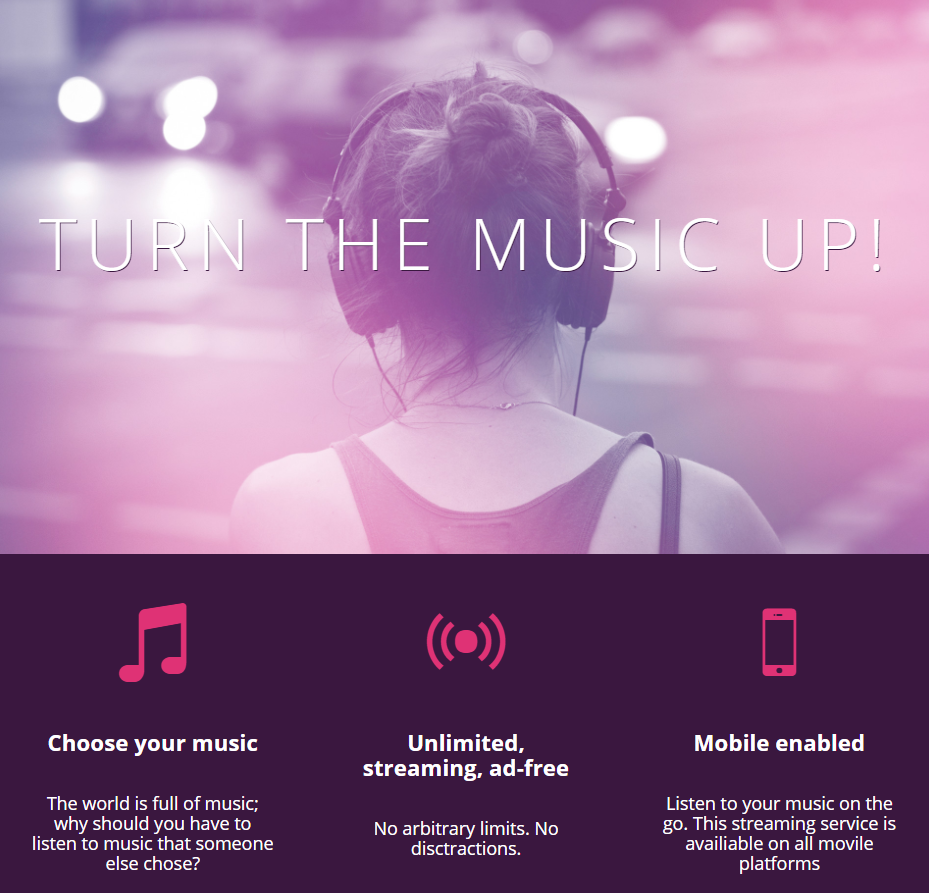 TURN THE MUSIC UP!
Choose your music
The world is full of music;
why should you have to
listen to music that someone
else chose?
Unlimited,
streaming, ad-free
No arbitrary limits. No
disctractions.
Mobile enabled
Listen to your music on the
go. This streaming service is
availiable on all movile
platforms